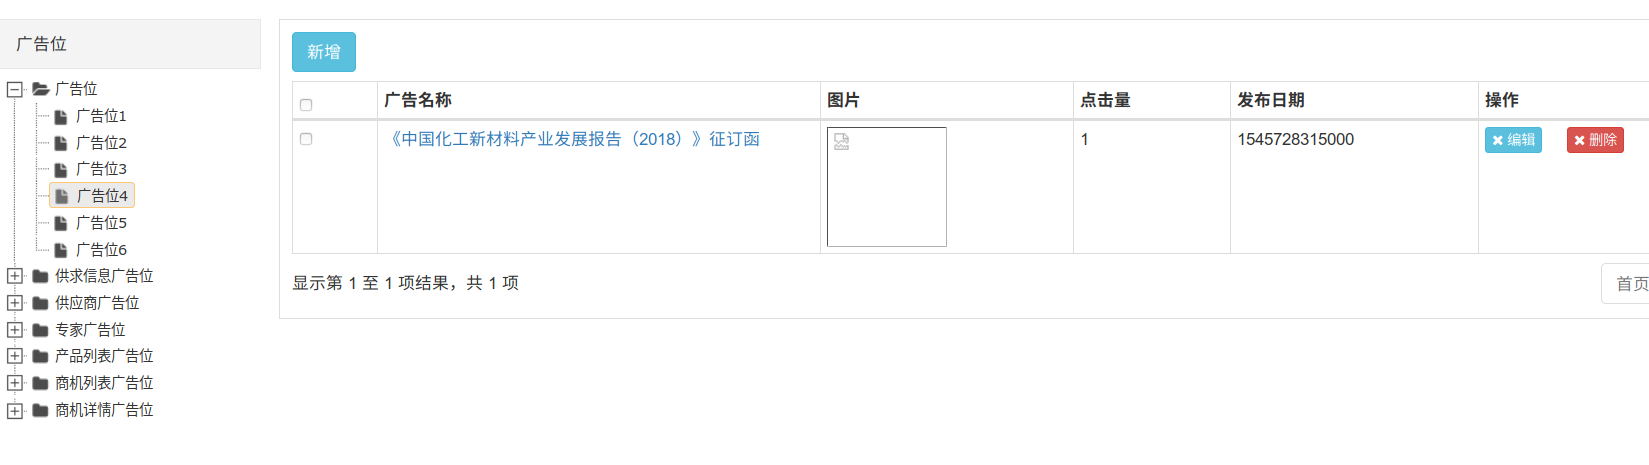 广告位
广告位
广告位1
广告位2
广告位3
广告位4
广告位5
广告位6
供求信息广告位
供应商广告位
专家广告位
产品列表广告位
商机列表广告位
商机详情广告位
新增
广告名称 图片 点击量 发布日期 操作
《中国化工新材料产业发展报告（2018）》征订函 1 1545728315000 编辑 删除
显示第 1 至 1 项结果，共 1 项
首页